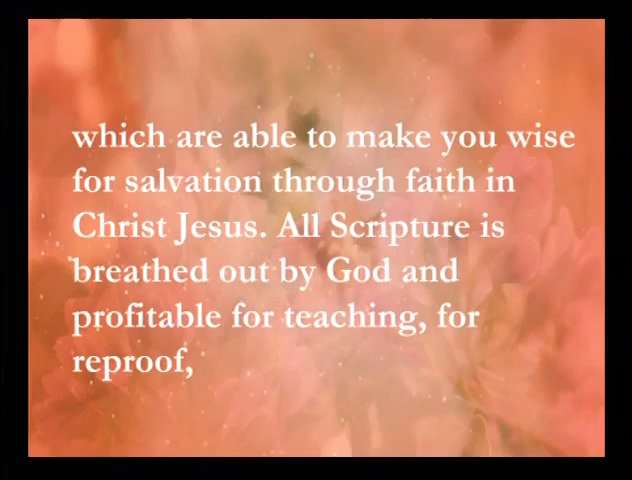 which are able to make you wise
for salvation through faith in
Christ Jesus. All Scripture is
breathed out by God and
profitable for teaching, for
reproof,